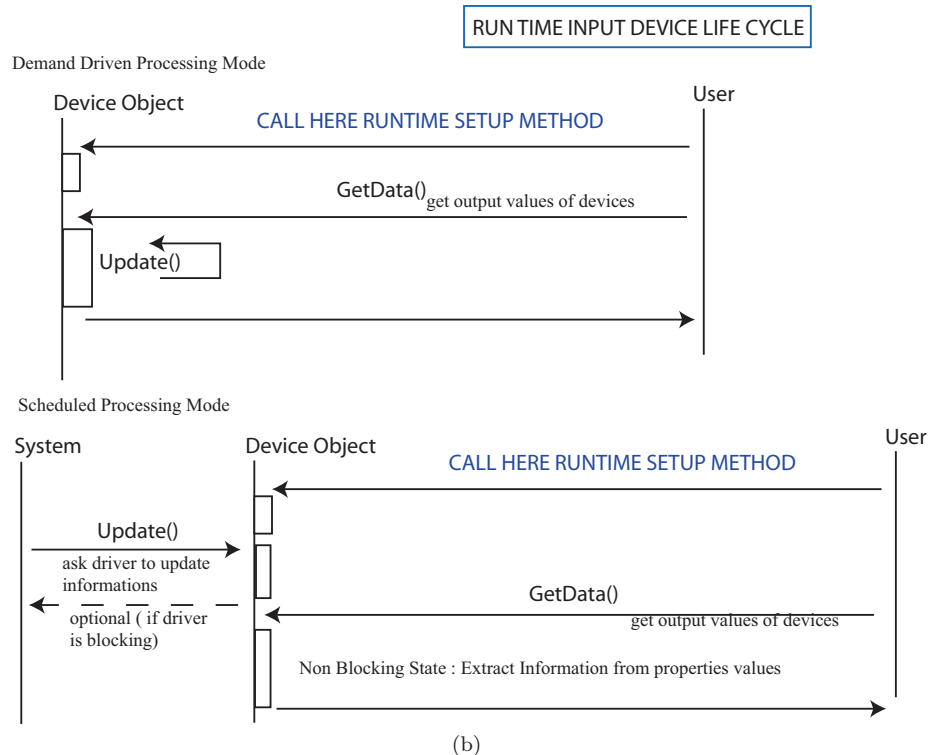 RUN TIME INPUT DEVICE LIFE CYCLE
Demand Driven Processing Mode
Device Object
User
CALL HERE RUNTIME SETUP METHOD
GetData()
get output values of devices
Update()
Scheduled Processing Mode
System
Device Object
User
CALL HERE RUNTIME SETUP METHOD
Update()
ask driver to update
informations
GetData()
get output values of devices
optional ( if driver
is blocking)
Non Blocking State : Extract Information from properties values
(b)